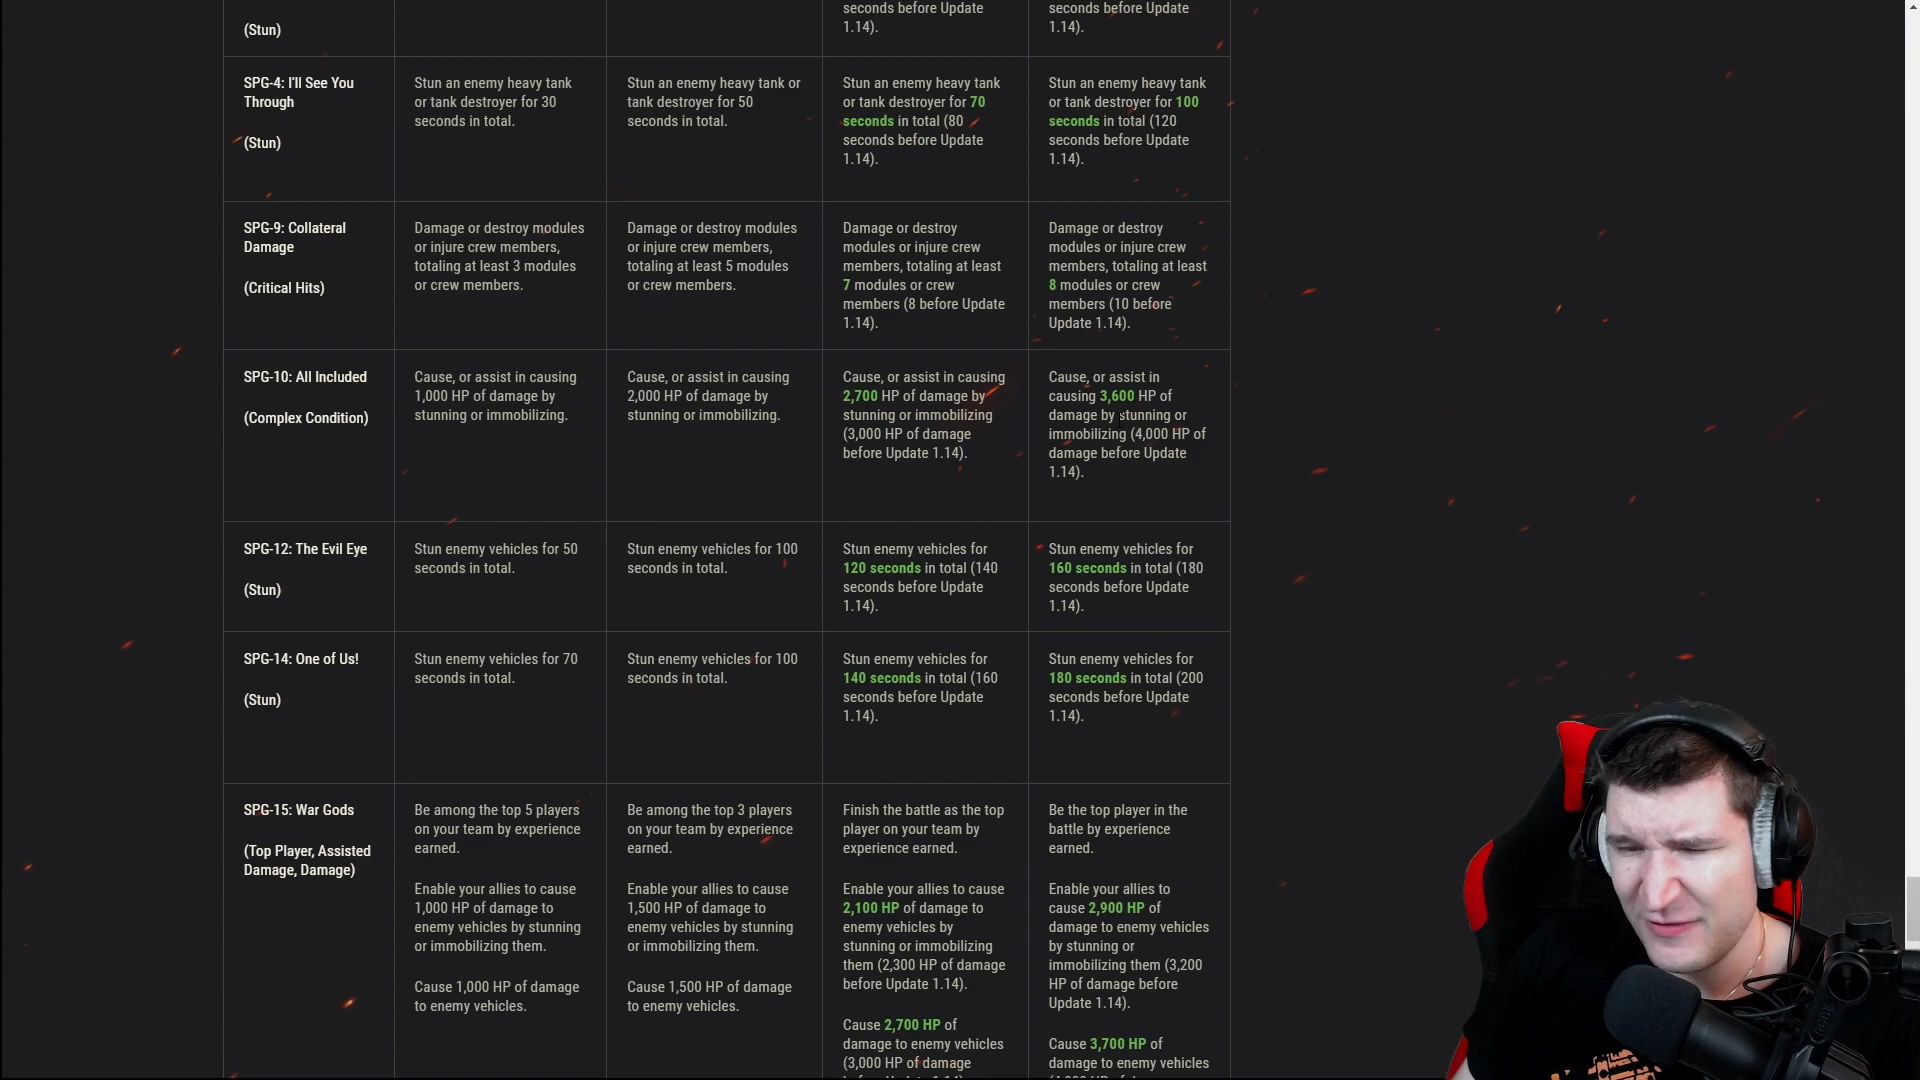 seconds before Update
1.14).
seconds before Update
1.14).
(Stun)
SPG-4: I'll See You
Through
(Stun)
Stun an enemy heavy tank
or tank destroyer for 30
seconds in total.
Stun an enemy heavy tank or
tank destroyer for 50
seconds in total.
Stun an enemy heavy tank
or tank destroyer for 70
seconds in total (80
seconds before Update
1.14).
Stun an enemy heavy tank
or tank destroyer for 100
seconds in total (120
seconds before Update
1.14).
SPG-9: Collateral
Damage
(Critical Hits)
Damage or destroy modules
or injure crew members,
totaling at least 3 modules
or crew members.
Damage or destroy modules
or injure crew members,
totaling at least 5 modules
or crew members.
Damage or destroy
modules or injure crew
members, totaling at least
7 modules or crew
members (8 before Update
1.14).
Damage or destroy
modules or injure crew
members, totaling at least
8 modules or crew
members (10 before
Update 1.14).
SPG-10: All Included
(Complex Condition)
Cause, or assist in causing
1,000 HP of damage by
stunning or immobilizing.
Cause, or assist in causing
2,000 HP of damage by
stunning or immobilizing.
Cause, or assist in causing
2,700 HP of damage by
stunning or immobilizing
(3,000 HP of damage
before Update 1.14).
Cause, or assist in
causing 3,600 HP of
damage by stunning or
immobilizing (4,000 HP of
damage before Update
1.14).
SPG-12: The Evil Eye
(Stun)
Stun enemy vehicles for 50
seconds in total.
Stun enemy vehicles for 100
seconds in total.
Stun enemy vehicles for
120 seconds in total (140
seconds before Update
1.14).
Stun enemy vehicles for
160 seconds in total (180
seconds before Update
1.14).
SPG-14: One of Us!
(Stun)
Stun enemy vehicles for 70
seconds in total.
Stun enemy vehicles for 100
seconds in total.
Stun enemy vehicles for
140 seconds in total (160
seconds before Update
1.14).
Stun enemy vehicles for
180 seconds in total (200
seconds before Update
1.14).
SPG-15: War Gods
(Top Player, Assisted
Damage, Damage)
Be among the top 5 players
on your team by experience
earned.
Enable your allies to cause
1,000 HP of damage to
enemy vehicles by stunning
or immobilizing them.
Cause 1,000 HP of damage
to enemy vehicles.
Be among the top 3 players
on your team by experience
earned.
Enable your allies to cause
1,500 HP of damage to
enemy vehicles by stunning
or immobilizing them.
Cause 1,500 HP of damage
to enemy vehicles.
Finish the battle as the top
player on your team by
experience earned.
Enable your allies to cause
2,100 HP of damage to
enemy vehicles by
stunning or immobilizing
them (2,300 HP of damage
before Update 1.14).
Cause 2,700 HP of
damage to enemy vehicles
(3,000 HP of damage
Be the top player in the
battle by experience
earned.
Enable your allies to
cause 2,900 HP of
damage to enemy vehicles
by stunning or
immobilizing them (3,200
HP of damage before
Update 1.14).
Cause 3,700 HP of
damage to enemy vehicles